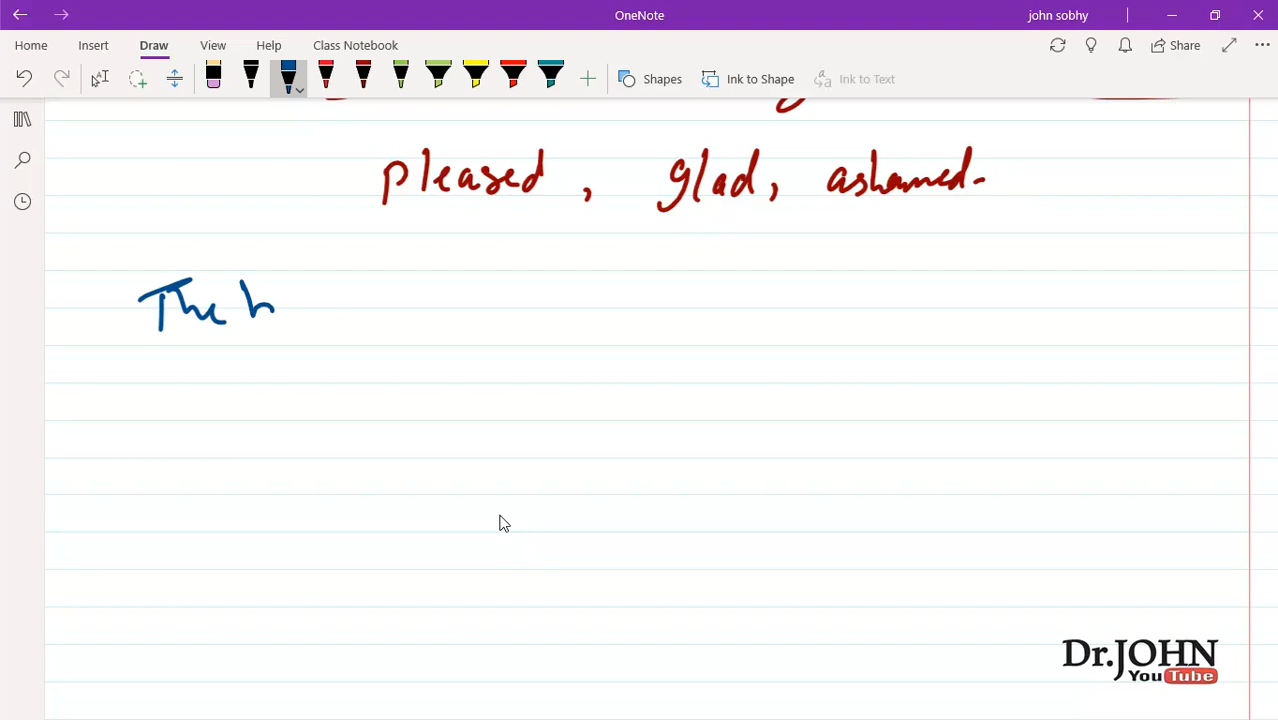 OneNote
john sobhy
Home Insert Draw View Help Class Notebook
Share
Shapes Ink to Shape Ink to Text
pleased, glad, ashamed.
The h
Dr.JOHN
YouTube